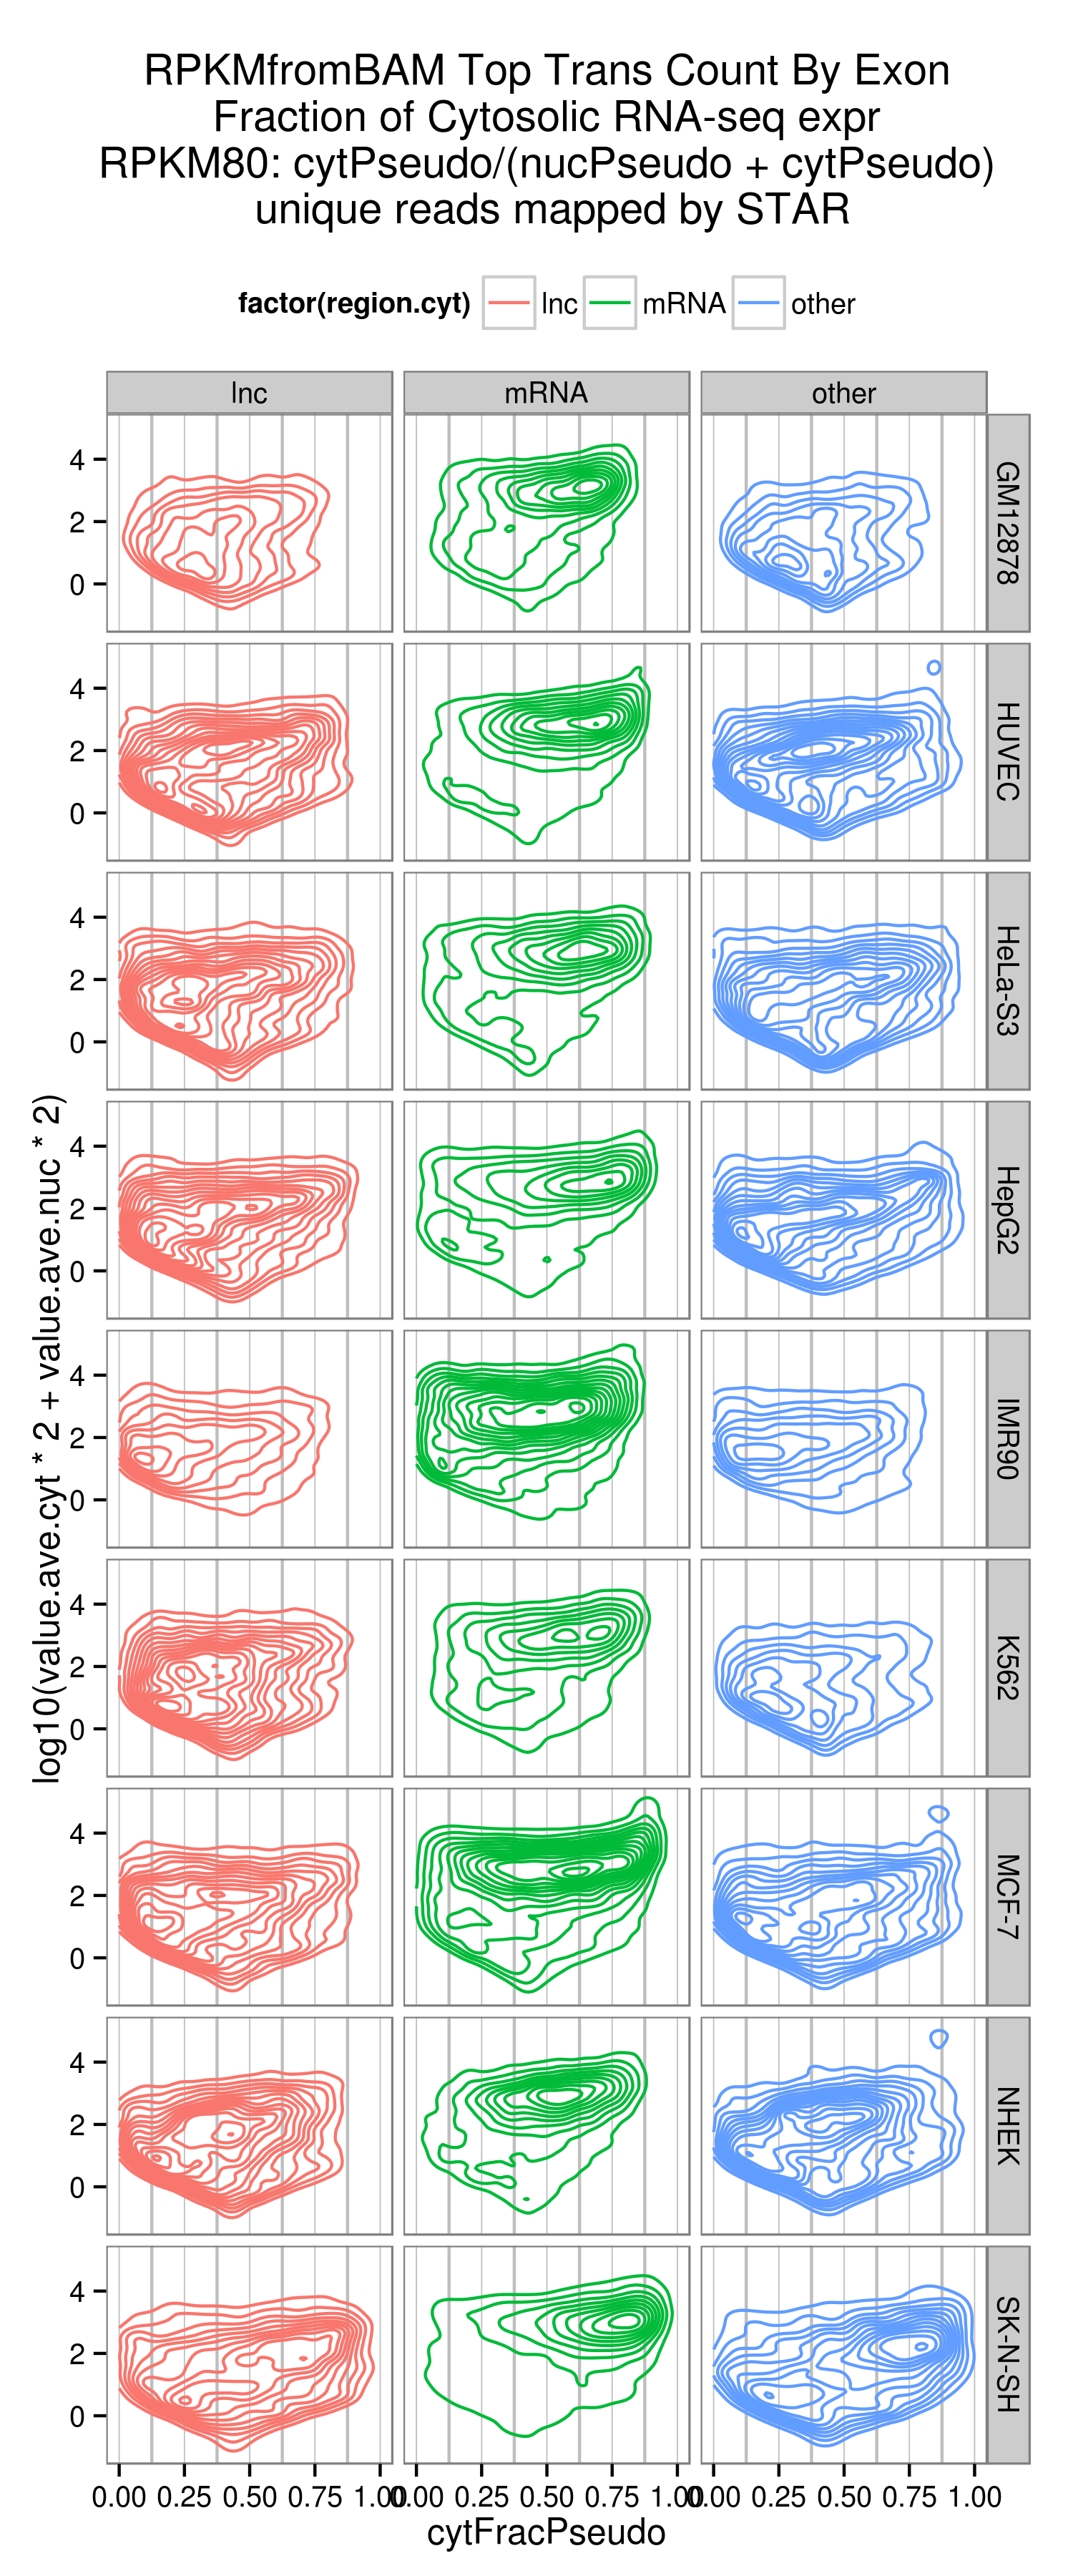 RPKMfromBAM Top Trans Count By Exon
Fraction of Cytosolic RNA-seq expr
RPKM80: cytPseudo/(nucPseudo + cytPseudo)
unique reads mapped by STAR
factor(region.cyt) lnc mRNA other
lnc mRNA other
4 2 0 GM12878
4 2 0 HUVEC
4 2 0 HeLa-S3
4 2 0 HepG2
4 2 0 IMR90
4 2 0 K562
4 2 0 MCF-7
4 2 0 NHEK
4 2 0 SK-N-SH
log10(value.ave.cyt * 2 + value.ave.nuc * 2)
0.00 0.25 0.50 0.75 1.00 0.00 0.25 0.50 0.75 1.00 0.00 0.25 0.50 0.75 1.00
cytFracPseudo